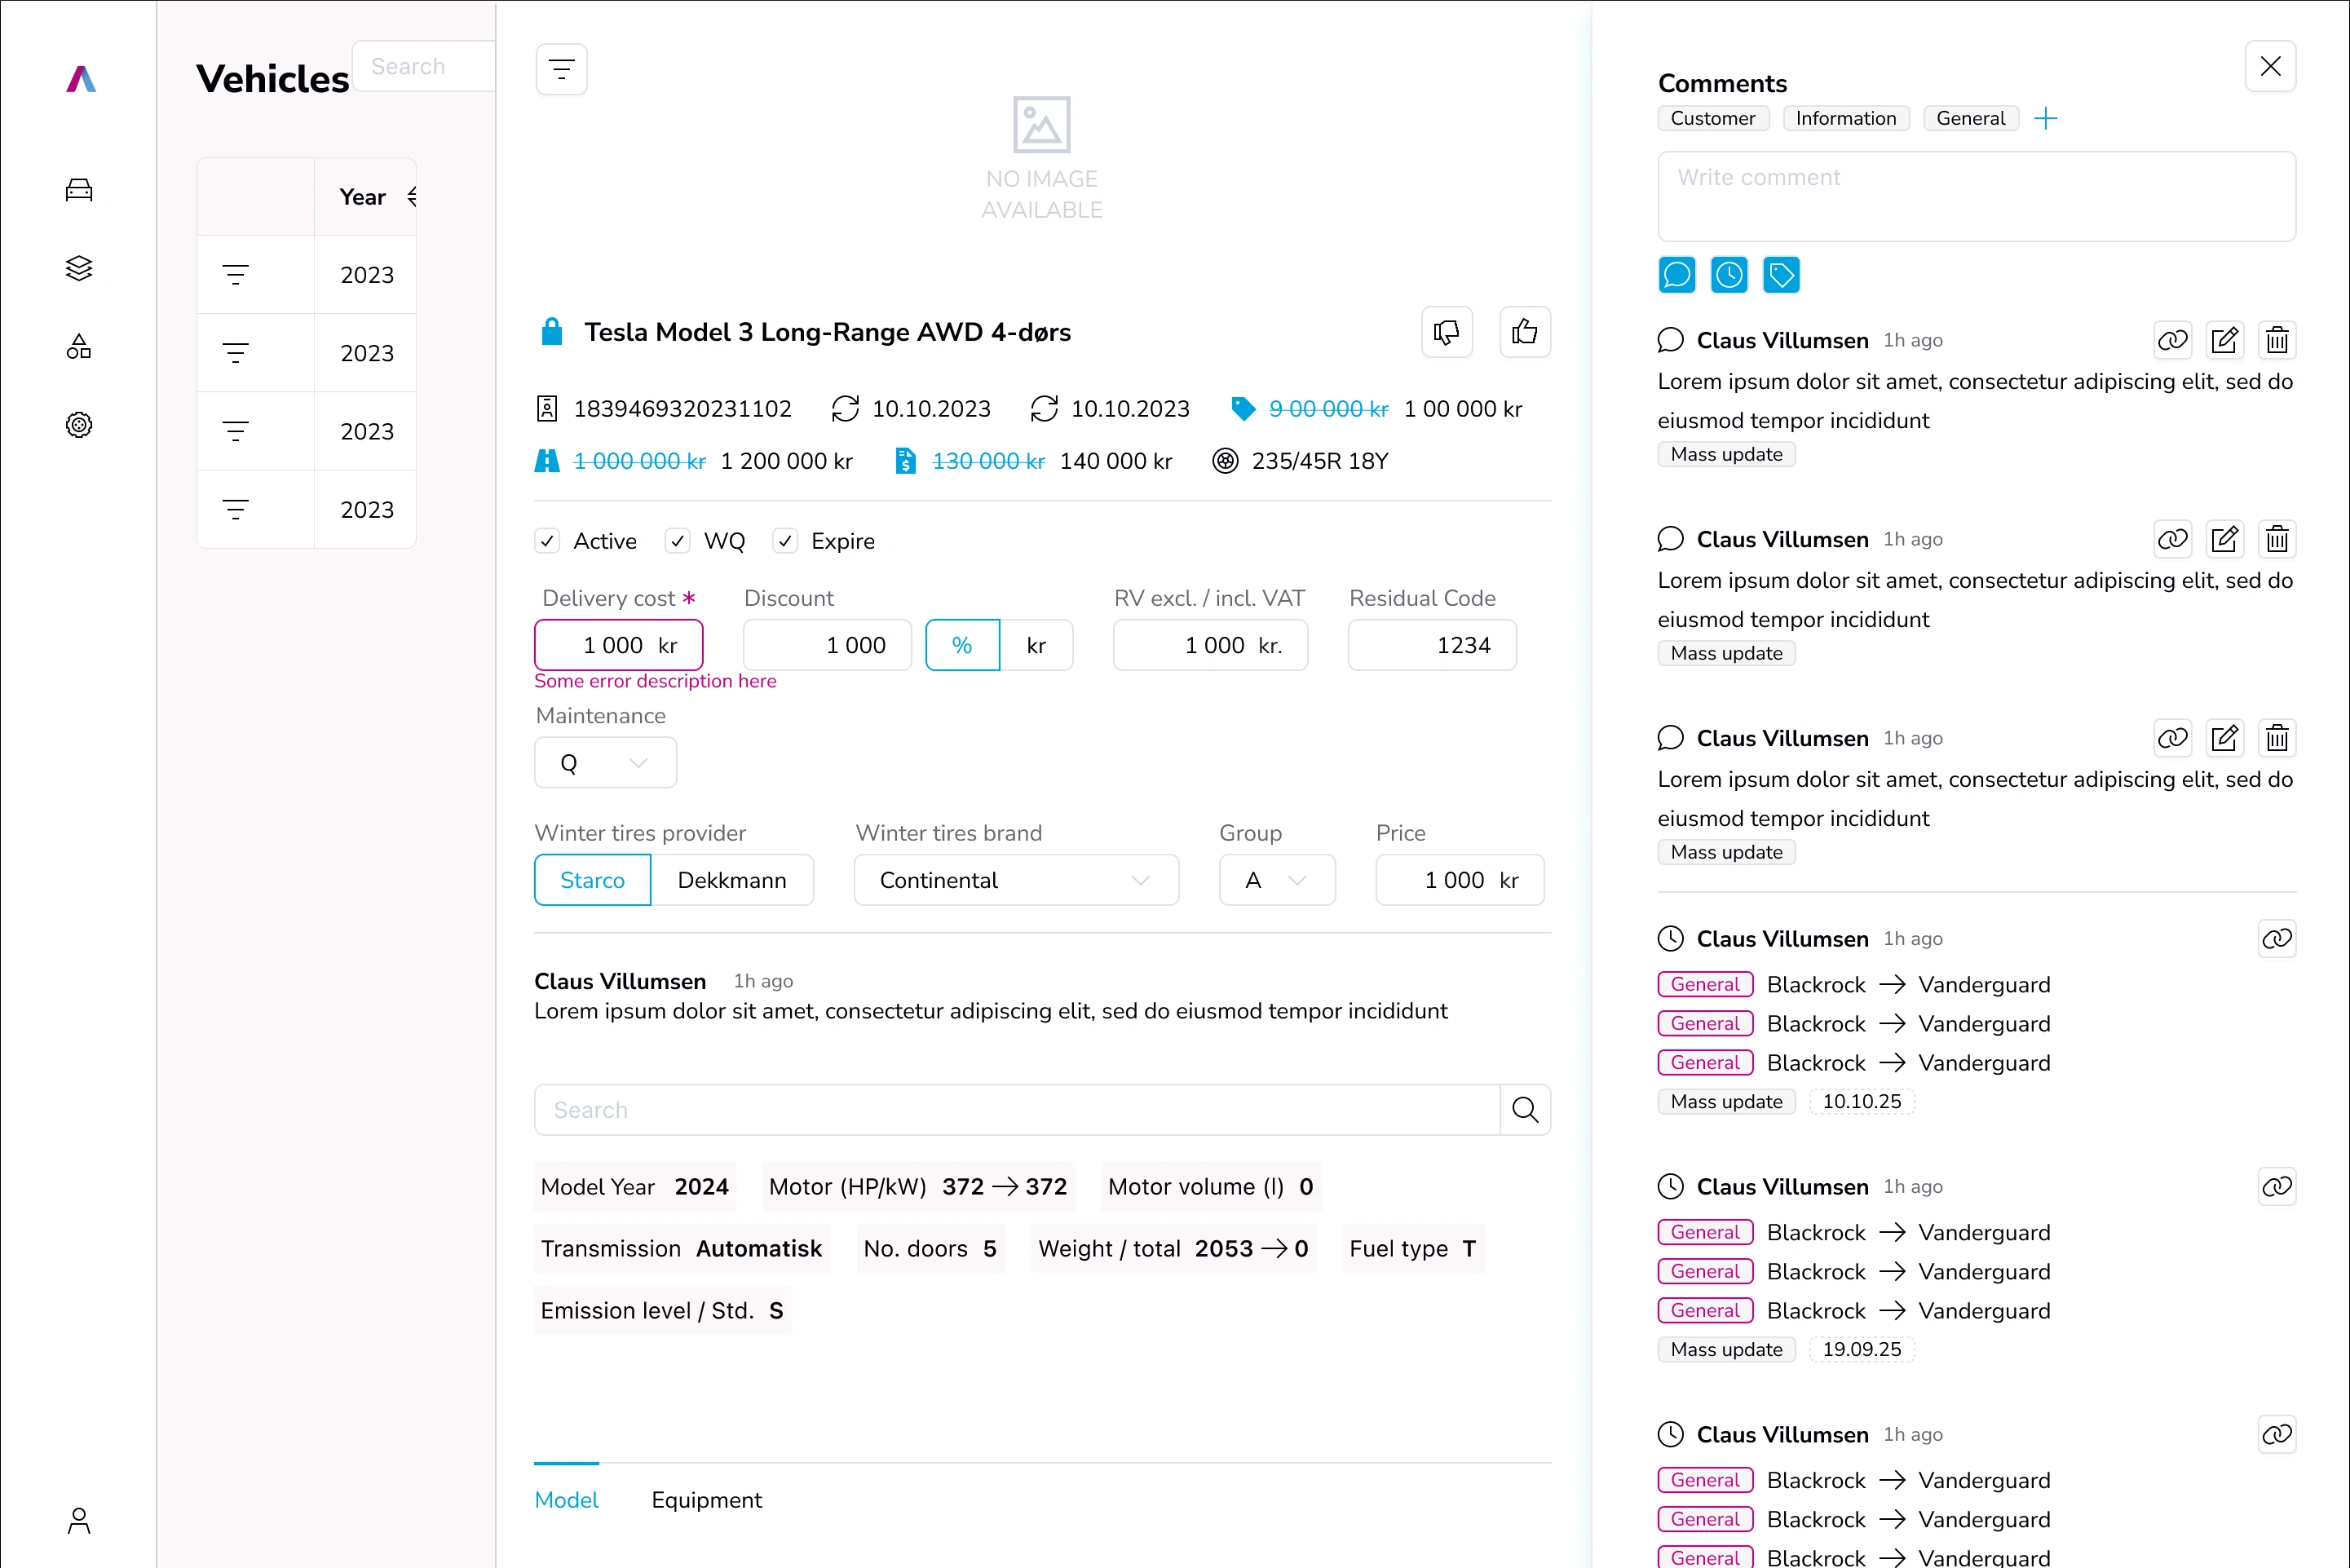 Vehicles
Search
Year
2023
2023
2023
2023
NO IMAGE
AVAILABLE
Tesla Model 3 Long-Range AWD 4-dørs
1839469320231102 10.10.2023 10.10.2023 9 00 000 kr 1 00 000 kr
1 000 000 kr 1 200 000 kr 130 000 kr 140 000 kr 235/45R 18Y
Active WQ Expire
Delivery cost * Discount RV excl. / incl. VAT Residual Code
1 000 kr 1 000 % kr 1 000 kr. 1234
Some error description here
Maintenance
Q
Winter tires provider Winter tires brand Group Price
Starco Dekkmann Continental A 1 000 kr
Claus Villumsen 1h ago
Lorem ipsum dolor sit amet, consectetur adipiscing elit, sed do eiusmod tempor incididunt
Search
Model Year 2024 Motor (HP/kW) 372 → 372 Motor volume (l) 0
Transmission Automatisk No. doors 5 Weight / total 2053 → 0 Fuel type T
Emission level / Std. S
Model Equipment
Comments
Customer Information General
Write comment
Claus Villumsen 1h ago
Lorem ipsum dolor sit amet, consectetur adipiscing elit, sed do
eiusmod tempor incididunt
Mass update
Claus Villumsen 1h ago
Lorem ipsum dolor sit amet, consectetur adipiscing elit, sed do
eiusmod tempor incididunt
Mass update
Claus Villumsen 1h ago
Lorem ipsum dolor sit amet, consectetur adipiscing elit, sed do
eiusmod tempor incididunt
Mass update
Claus Villumsen 1h ago
General Blackrock → Vanderguard
General Blackrock → Vanderguard
General Blackrock → Vanderguard
Mass update 10.10.25
Claus Villumsen 1h ago
General Blackrock → Vanderguard
General Blackrock → Vanderguard
General Blackrock → Vanderguard
Mass update 19.09.25
Claus Villumsen 1h ago
General Blackrock → Vanderguard
General Blackrock → Vanderguard
General Blackrock → Vanderguard